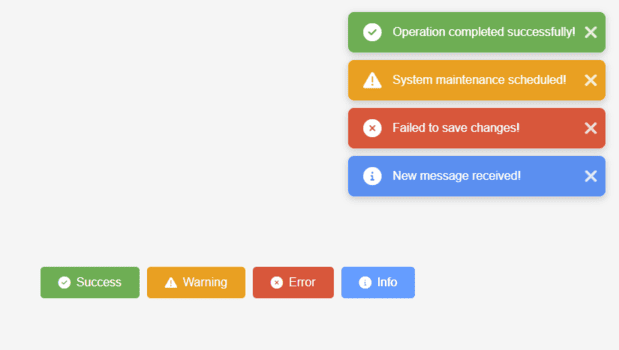 Operation completed successfully!
System maintenance scheduled!
Failed to save changes!
New message received!
Success
Warning
Error
Info